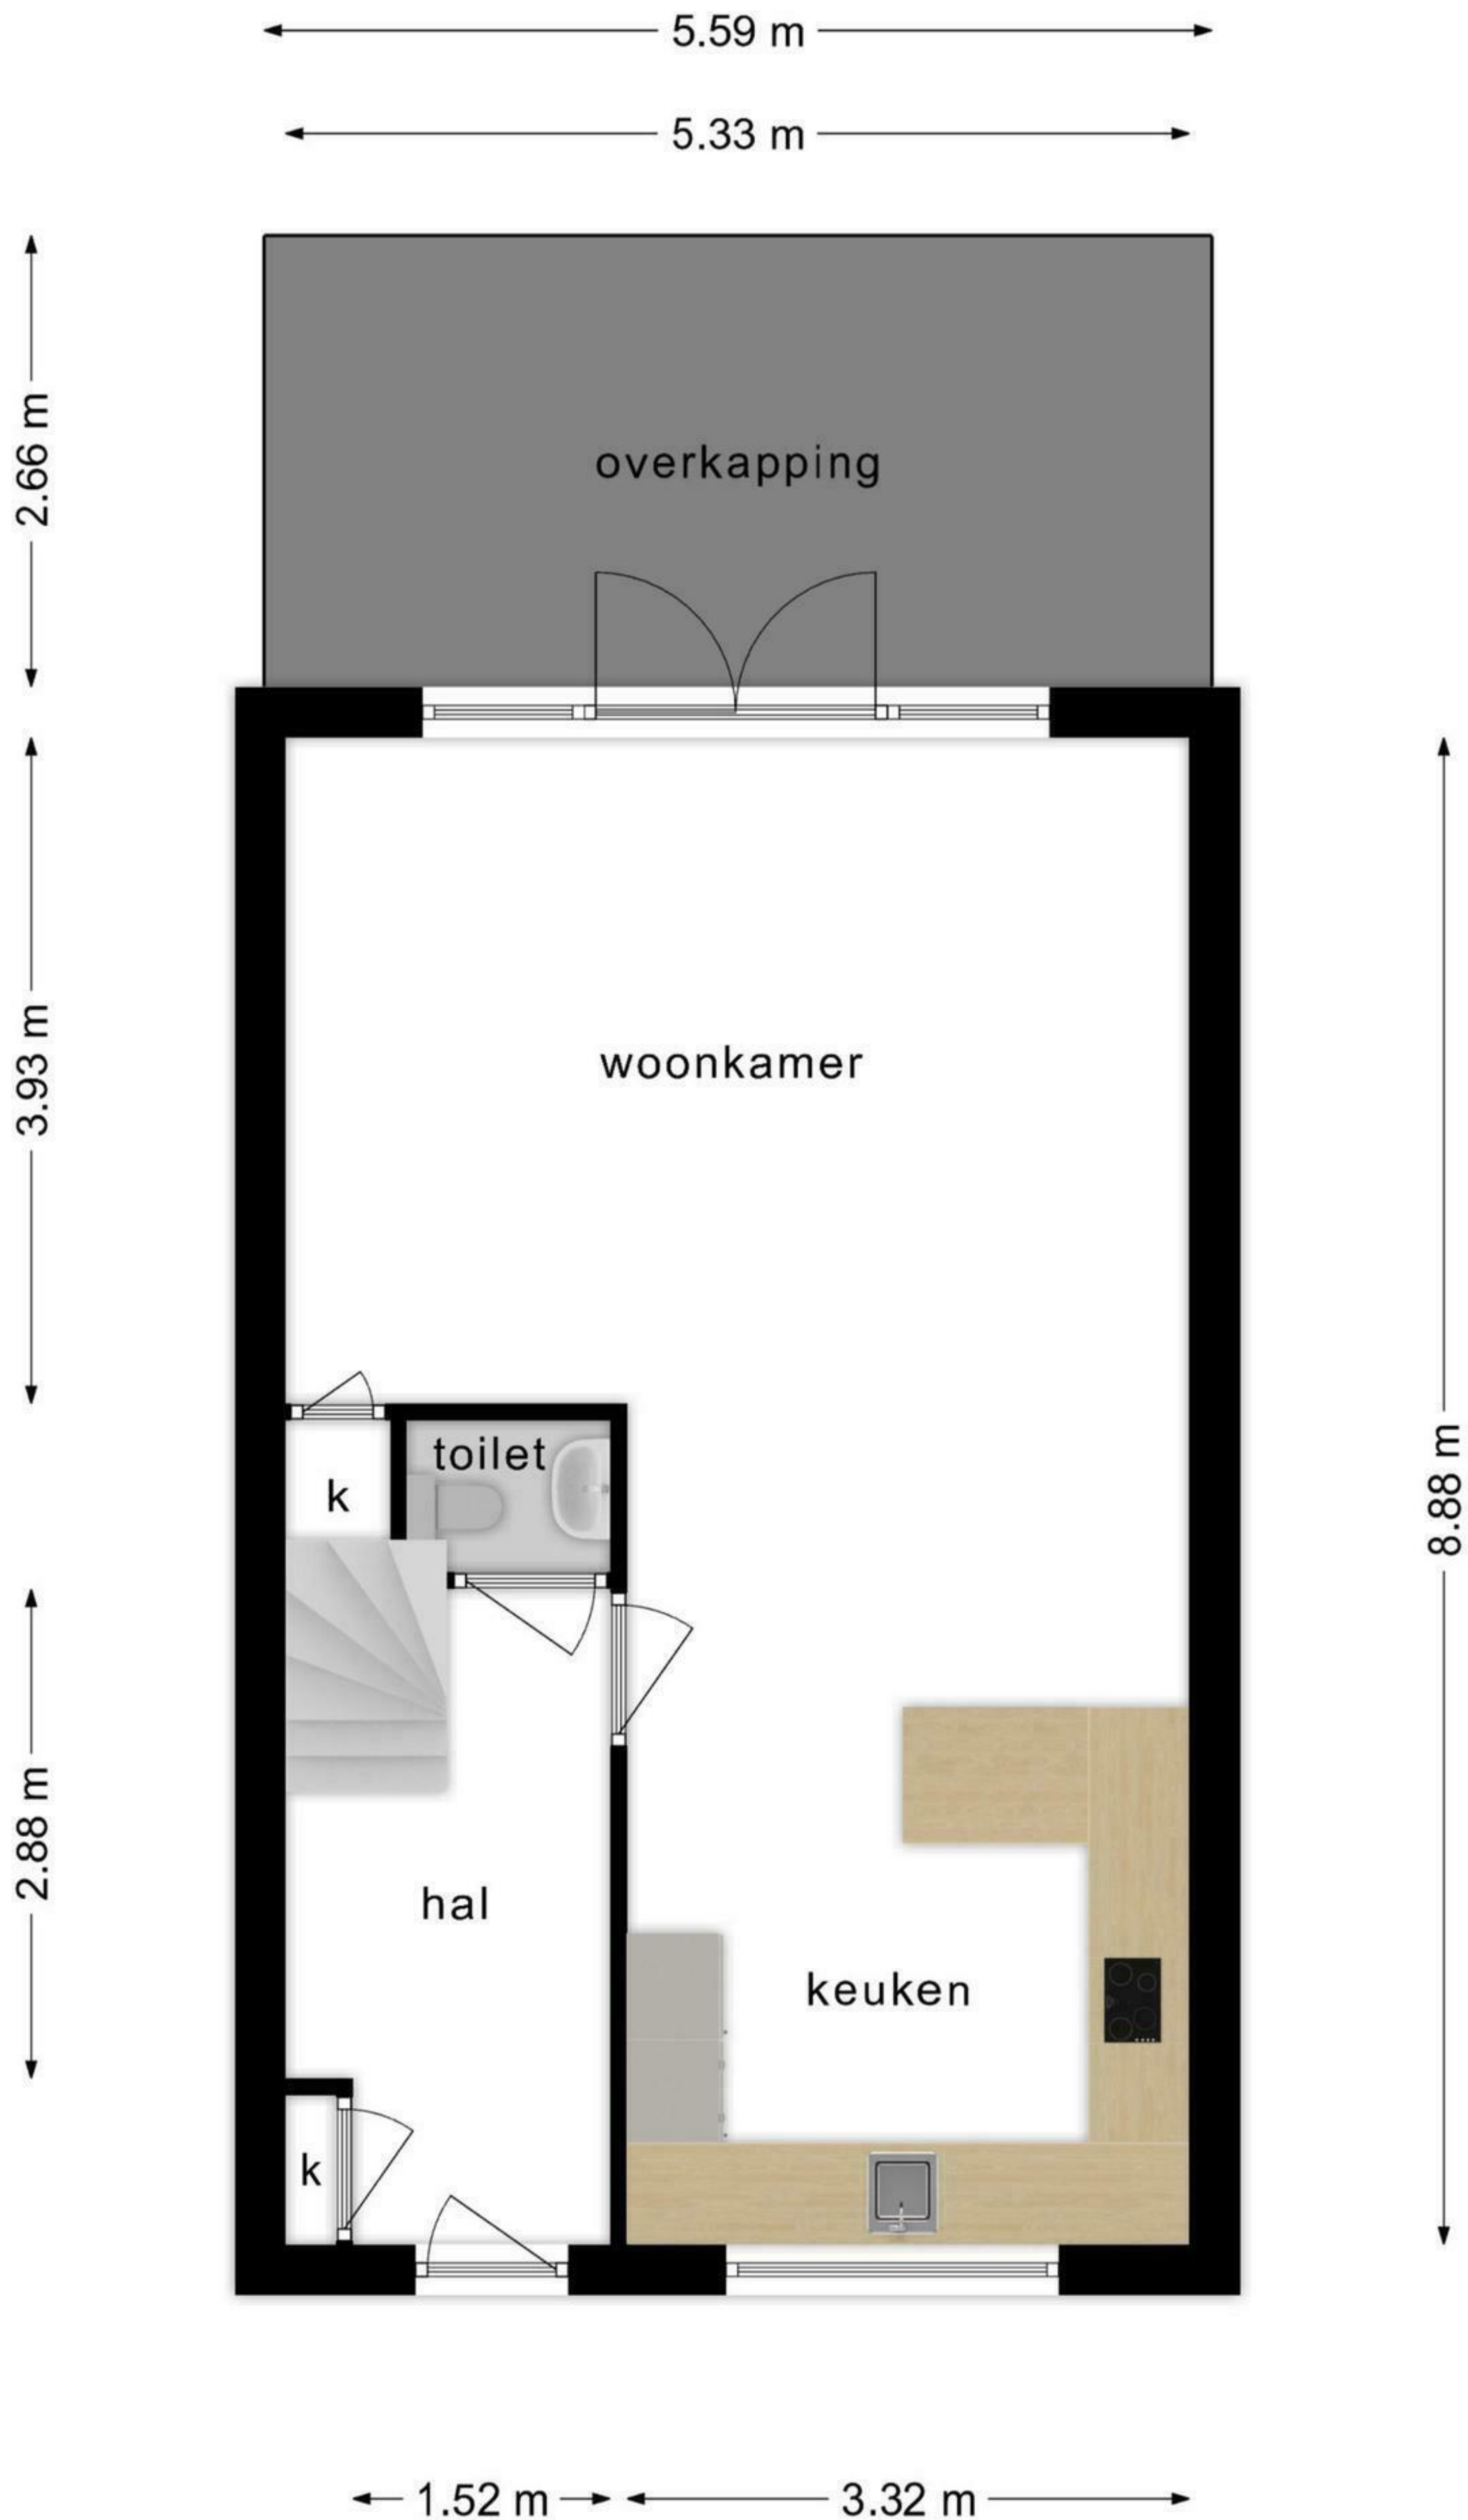 5.59 m
5.33 m
2.66 m
overkapping
3.93 m
woonkamer
8.88 m
toilet
k
2.88 m
hal
keuken
k
1.52 m
3.32 m